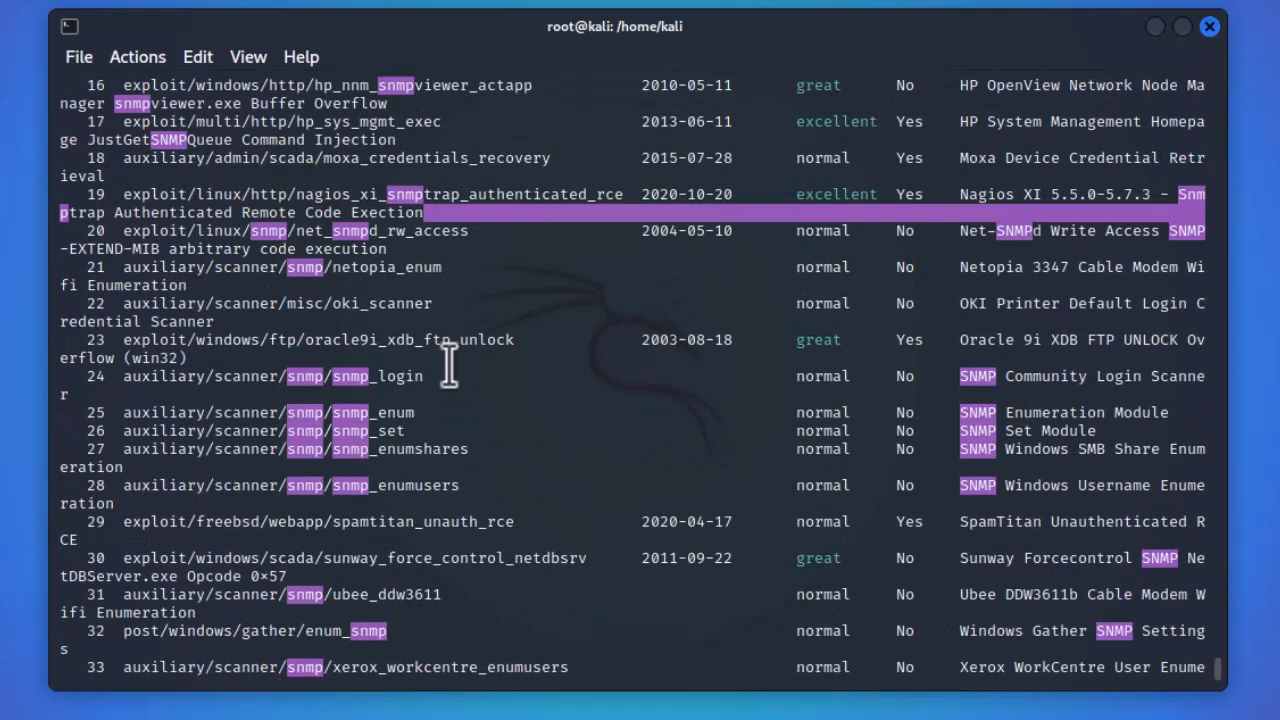 root@kali: /home/kali
File Actions Edit View Help
16 exploit/windows/http/hp_nnm_snmpviewer_actapp 2010-05-11 great No HP OpenView Network Node Ma
nager snmpviewer.exe Buffer Overflow
17 exploit/multi/http/hp_sys_mgmt_exec 2013-06-11 excellent Yes HP System Management Homepa
ge JustGetSNMPQueue Command Injection
18 auxiliary/admin/scada/moxa_credentials_recovery 2015-07-28 normal Yes Moxa Device Credential Retr
ieval
19 exploit/linux/http/nagios_xi_snmptrap_authenticated_rce 2020-10-20 excellent Yes Nagios XI 5.5.0-5.7.3 - Snm
ptrap Authenticated Remote Code Exection
20 exploit/linux/snmp/net_snmpd_rw_access 2004-05-10 normal No Net-SNMPd Write Access SNMP
-EXTEND-MIB arbitrary code execution
21 auxiliary/scanner/snmp/netopia_enum normal No Netopia 3347 Cable Modem Wi
fi Enumeration
22 auxiliary/scanner/misc/oki_scanner normal No OKI Printer Default Login C
redential Scanner
23 exploit/windows/ftp/oracle9i_xdb_ftp_unlock 2003-08-18 great Yes Oracle 9i XDB FTP UNLOCK Ov
erflow (win32)
24 auxiliary/scanner/snmp/snmp_login normal No SNMP Community Login Scanne
r
25 auxiliary/scanner/snmp/snmp_enum normal No SNMP Enumeration Module
26 auxiliary/scanner/snmp/snmp_set normal No SNMP Set Module
27 auxiliary/scanner/snmp/snmp_enumshares normal No SNMP Windows SMB Share Enum
eration
28 auxiliary/scanner/snmp/snmp_enumusers normal No SNMP Windows Username Enume
ration
29 exploit/freebsd/webapp/spamtitan_unauth_rce 2020-04-17 normal Yes SpamTitan Unauthenticated R
CE
30 exploit/windows/scada/sunway_force_control_netdbsrv 2011-09-22 great No Sunway Forcecontrol SNMP Ne
tDBServer.exe Opcode 0×57
31 auxiliary/scanner/snmp/ubee_ddw3611 normal No Ubee DDW3611b Cable Modem W
ifi Enumeration
32 post/windows/gather/enum_snmp normal No Windows Gather SNMP Setting
s
33 auxiliary/scanner/snmp/xerox_workcentre_enumusers normal No Xerox WorkCentre User Enume